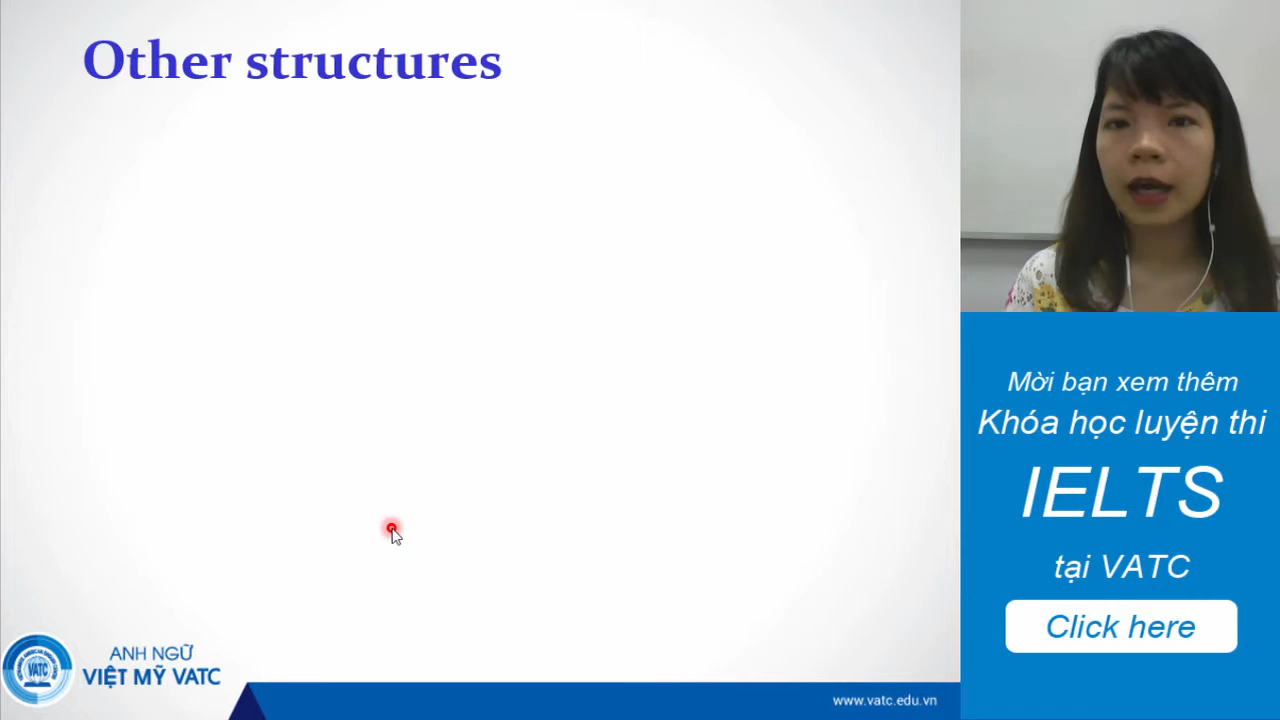 Other structures
Mời bạn xem thêm
Khóa học luyện thi
IELTS
tại VATC
Click here
VATC
ANH NGỮ
VIỆT MỸ VATC
www.vatc.edu.vn